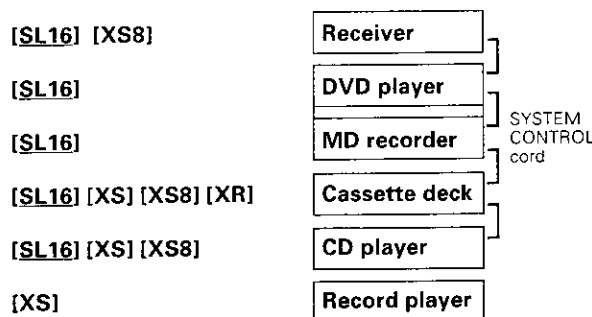 [SL16] [XS8] Receiver
[SL16] DVD player
[SL16] MD recorder
SYSTEM
CONTROL
cord
[SL16] [XS] [XS8] [XR] Cassette deck
[SL16] [XS] [XS8] CD player
[XS] Record player